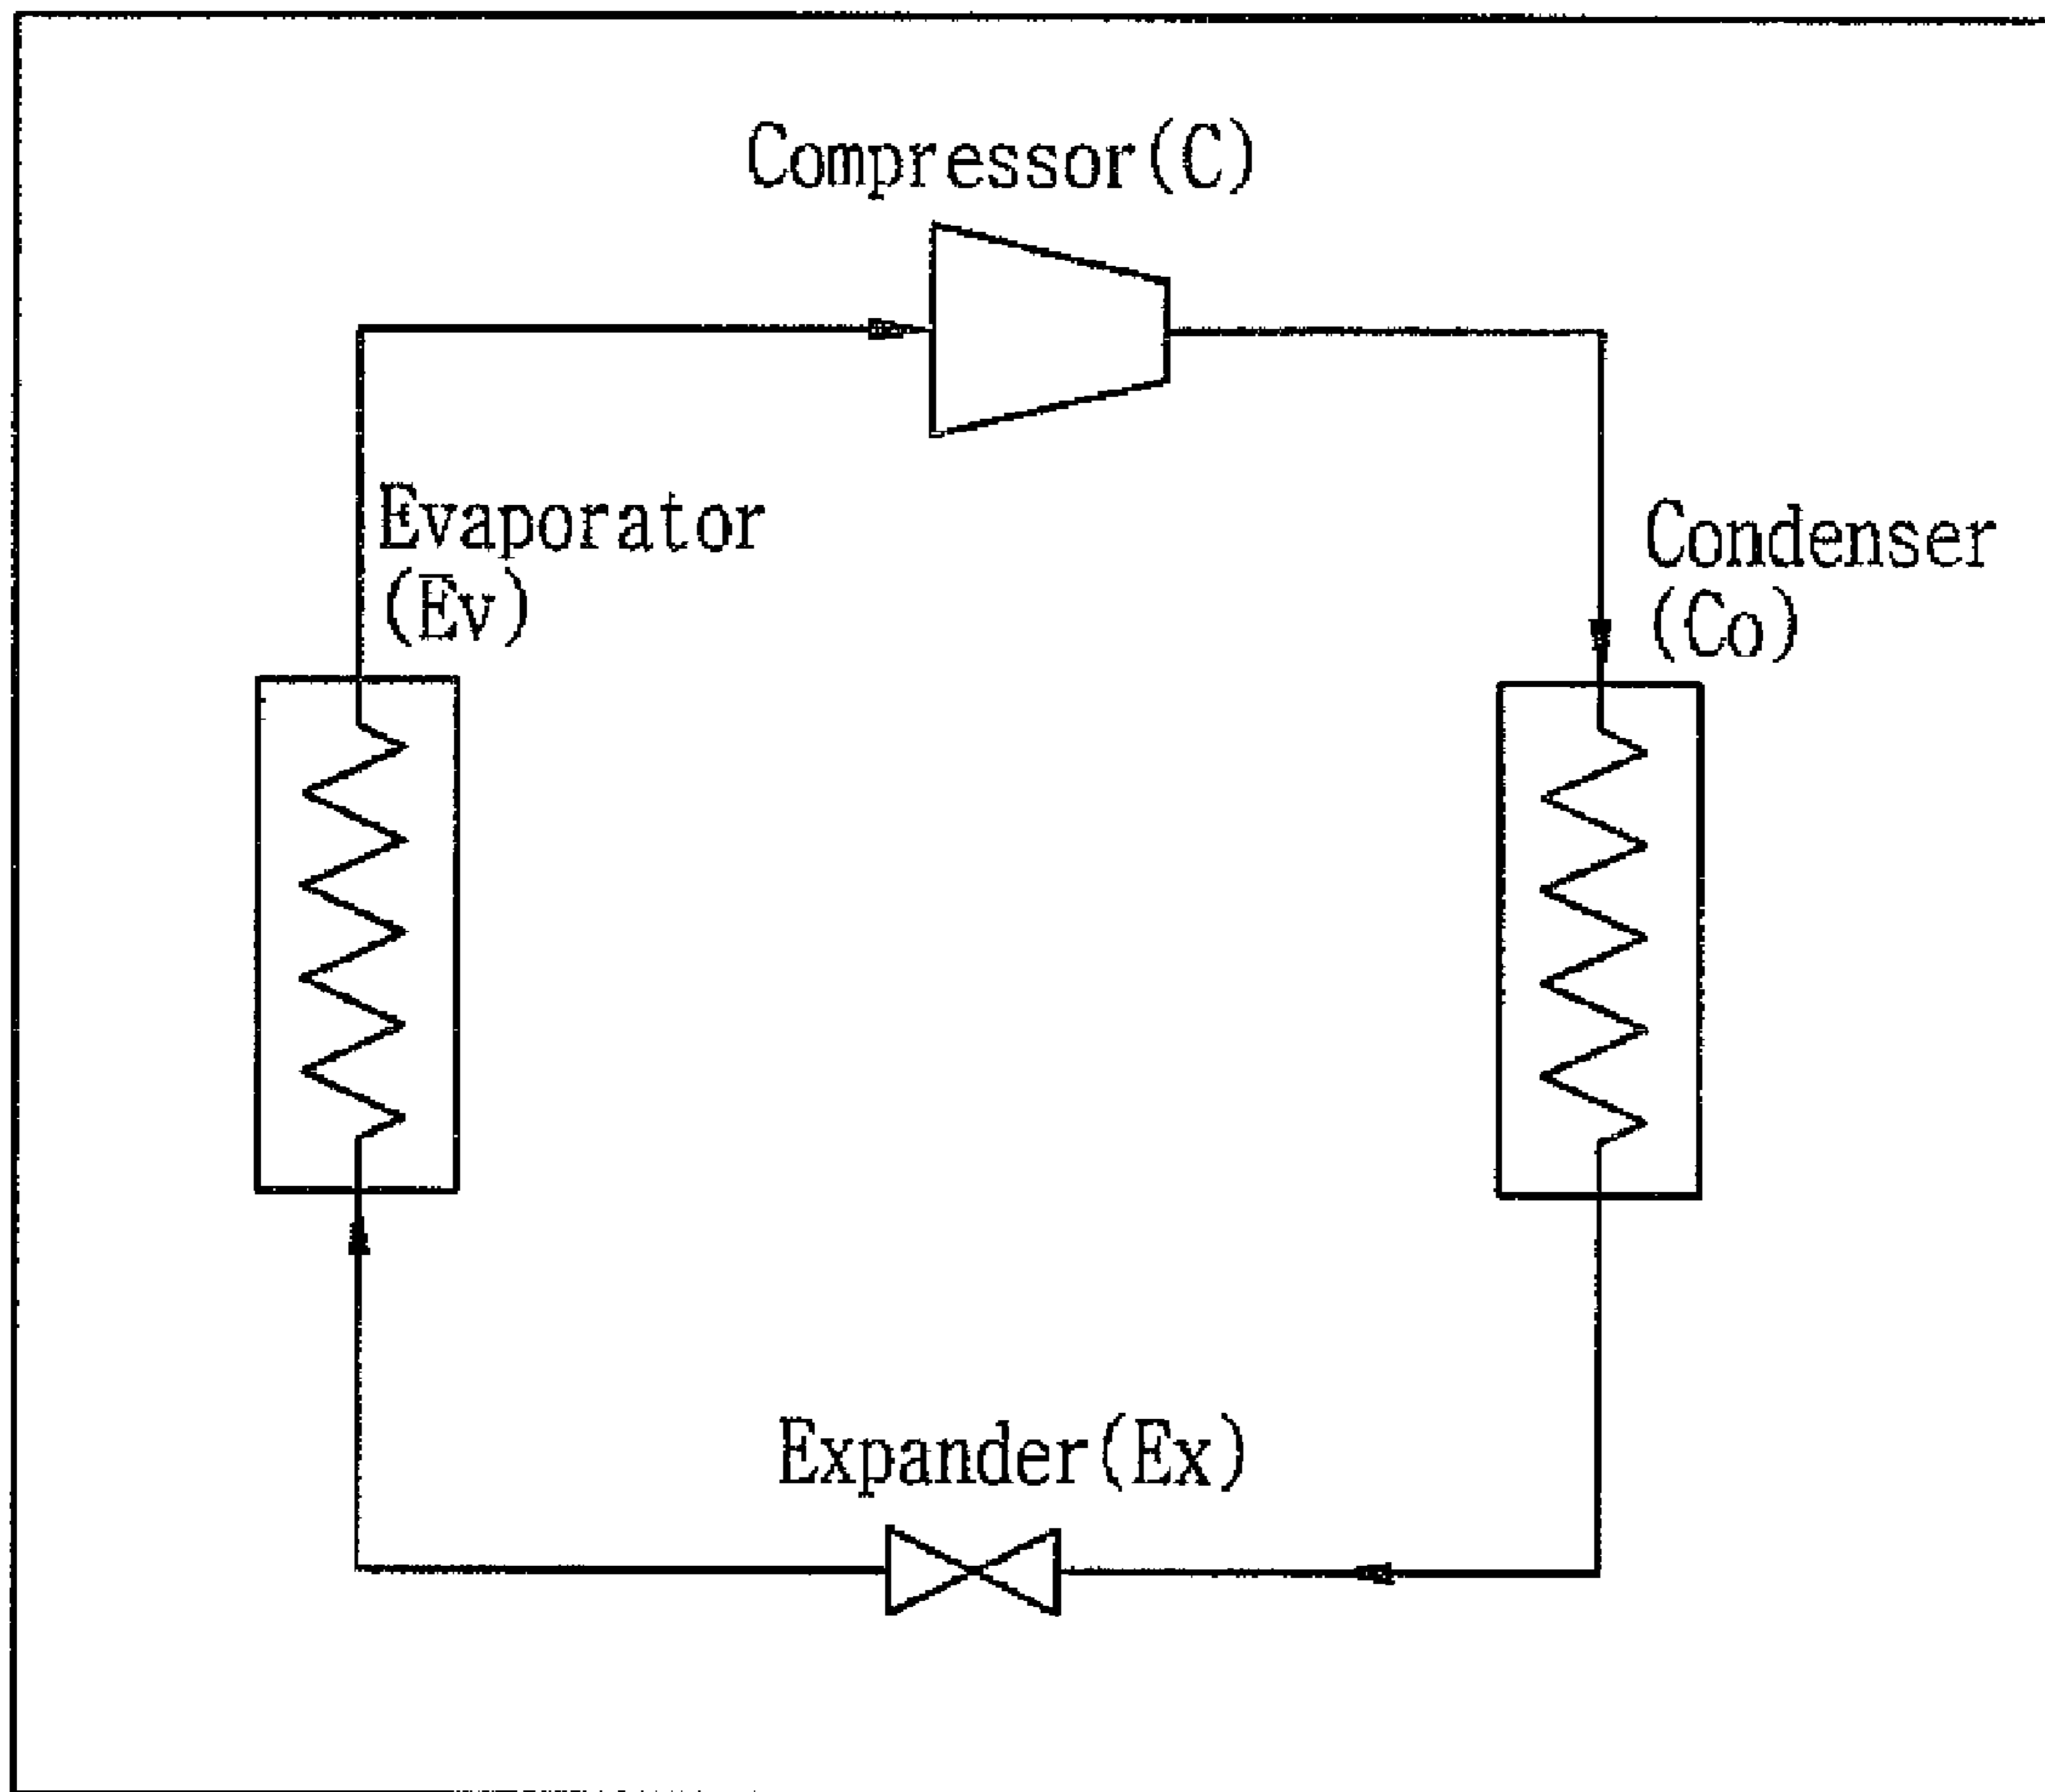 Compressor(C)
Evaporator
(Ev)
Condenser
(Co)
Expander(Ex)